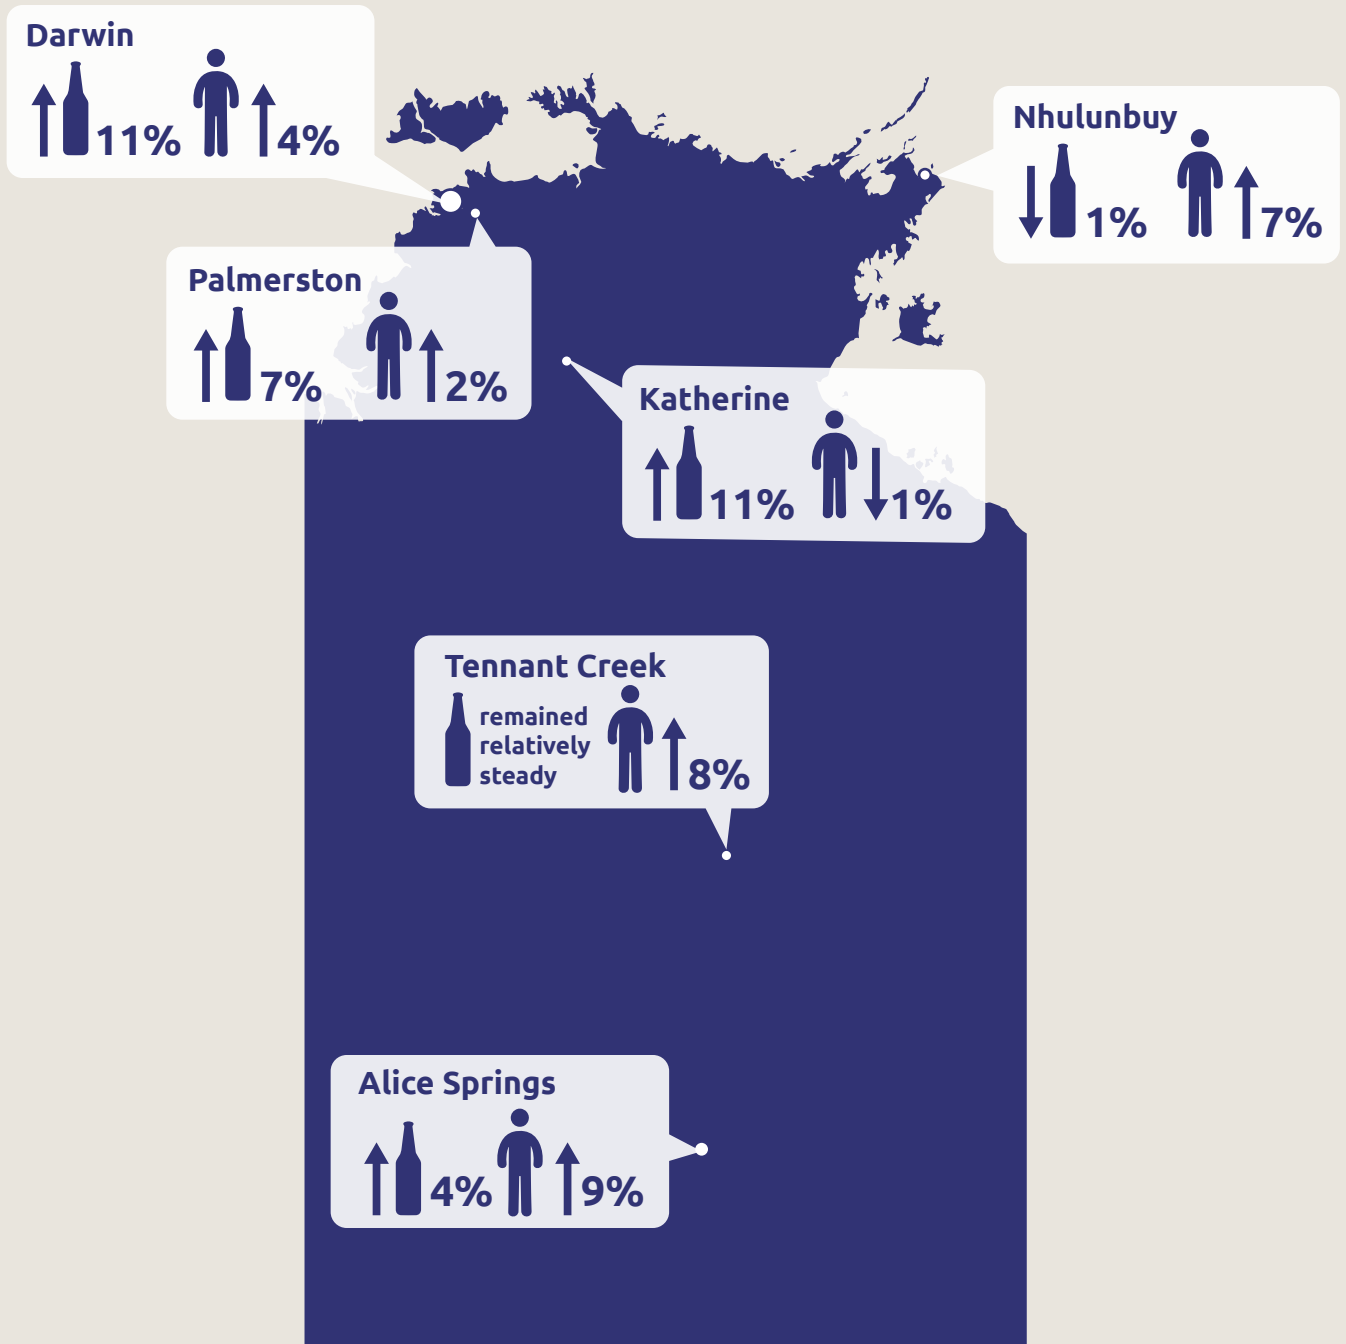 Darwin
11%
4%
Nhulunbuy
1%
7%
Palmerston
7%
2%
Katherine
11%
1%
Tennant Creek
remained
relatively
steady
8%
Alice Springs
4%
9%